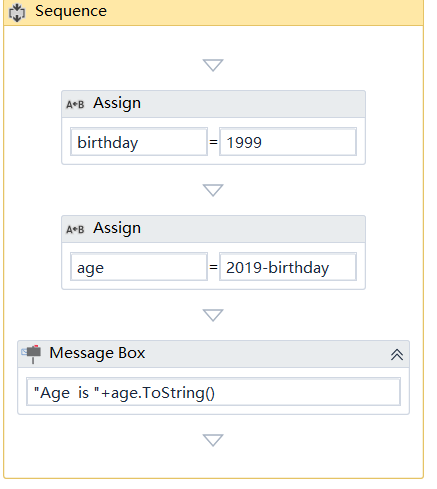 Sequence
A+B Assign
birthday = 1999
A+B Assign
age = 2019-birthday
Message Box
"Age  is "+age.ToString()